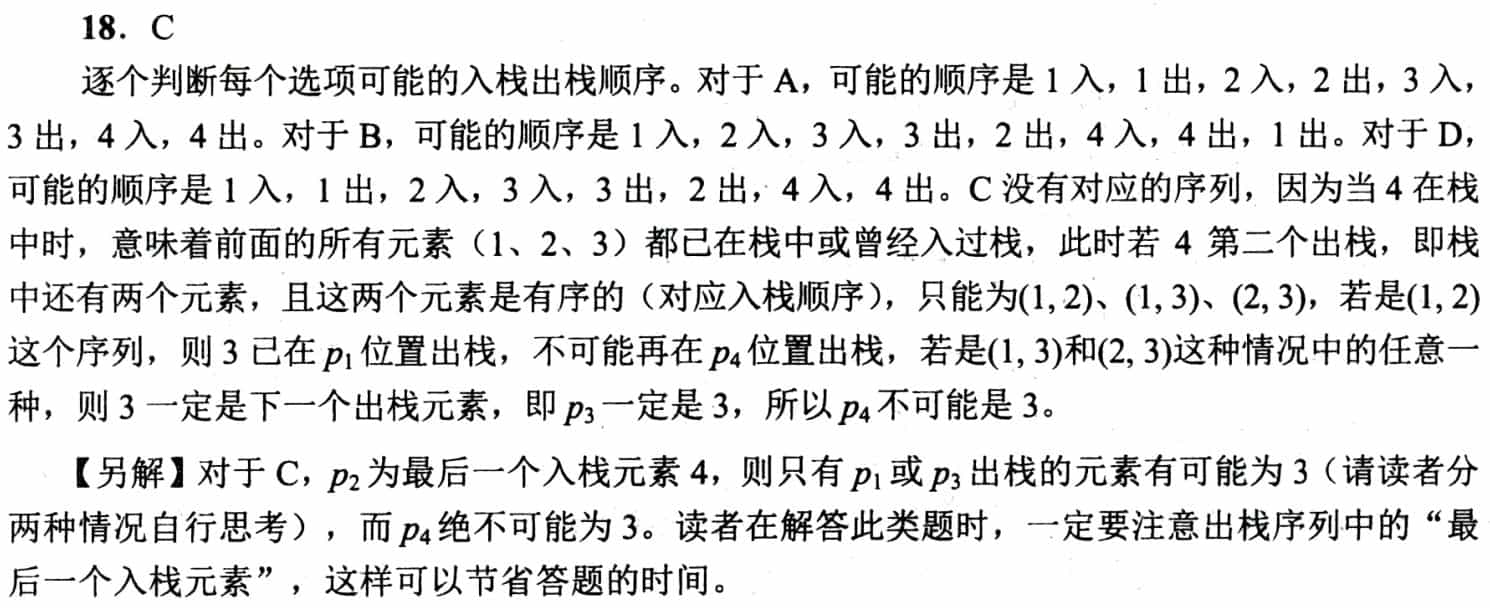 18．C
逐个判断每个选项可能的入栈出栈顺序。对于 A，可能的顺序是 1 入，1 出，2 入，2 出，3 入，
3 出，4 入，4 出。对于 B，可能的顺序是 1 入，2 入，3 入，3 出，2 出，4 入，4 出，1 出。对于 D，
可能的顺序是 1 入，1 出，2 入，3 入，3 出，2 出，4 入，4 出。C 没有对应的序列，因为当 4 在栈
中时，意味着前面的所有元素（1、2、3）都已在栈中或曾经入过栈，此时若 4 第二个出栈，即栈
中还有两个元素，且这两个元素是有序的（对应入栈顺序），只能为(1, 2)、(1, 3)、(2, 3)，若是(1, 2)
这个序列，则 3 已在 p₁位置出栈，不可能再在 p₄位置出栈，若是(1, 3)和(2, 3)这种情况中的任意一
种，则 3 一定是下一个出栈元素，即 p₃一定是 3，所以 p₄不可能是 3。
【另解】对于 C，p₂为最后一个入栈元素 4，则只有 p₁或 p₃出栈的元素有可能为 3（请读者分
两种情况自行思考），而 p₄绝不可能为 3。读者在解答此类题时，一定要注意出栈序列中的“最
后一个入栈元素”，这样可以节省答题的时间。